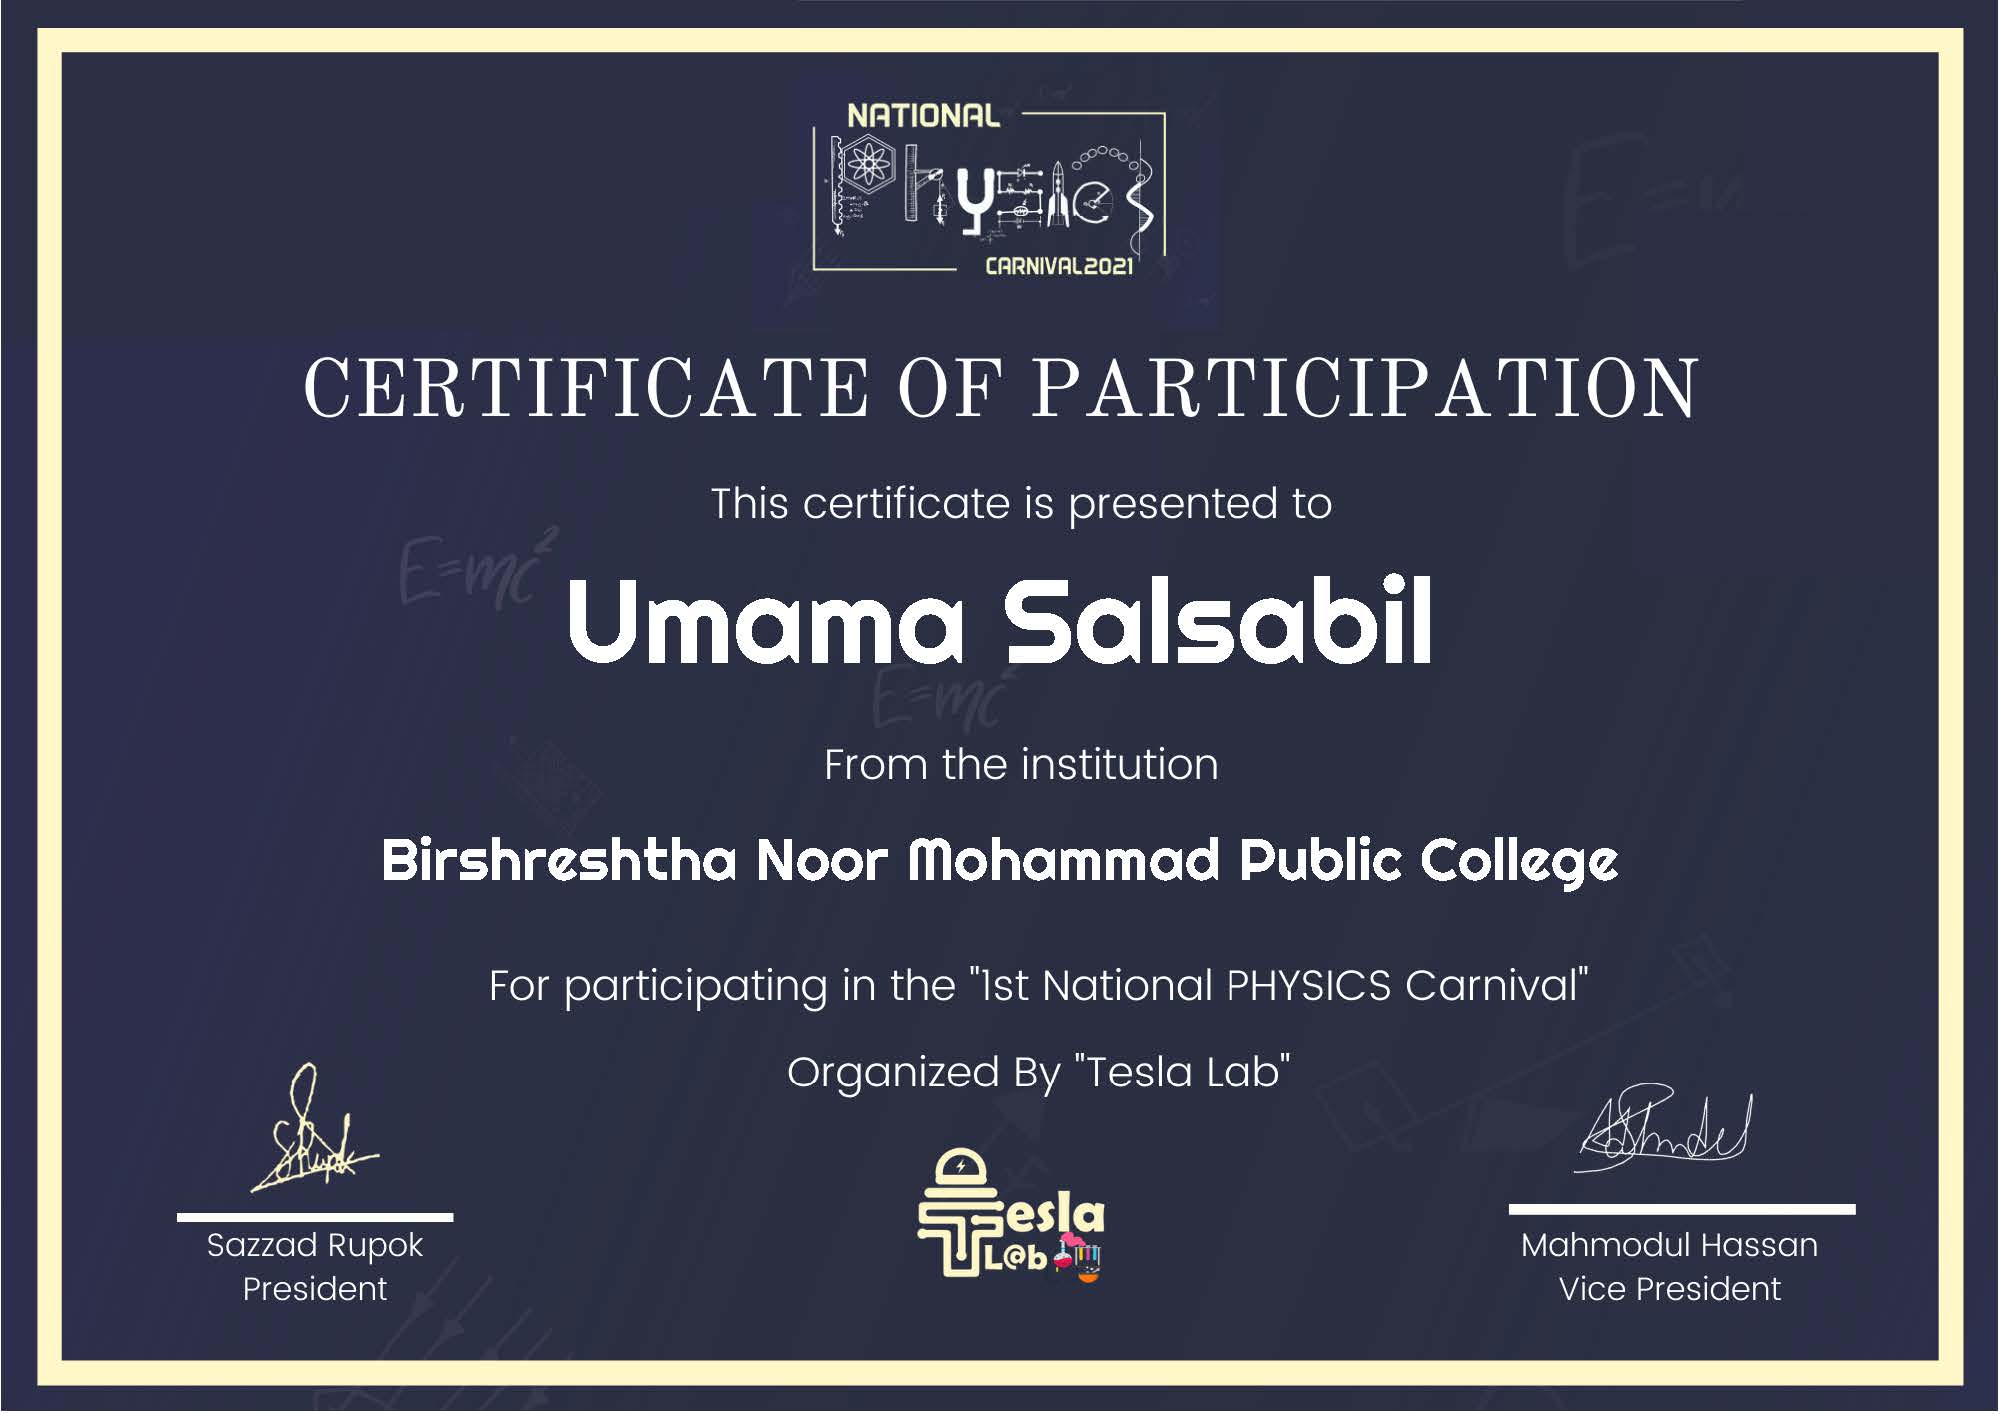 NATIONAL
Physics
CARNIVAL2021
CERTIFICATE OF PARTICIPATION
This certificate is presented to
E=mc²
Umama Salsabil
E=mc²
From the institution
Birshreshtha Noor Mohammad Public College
For participating in the "1st National PHYSICS Carnival"
Organized By "Tesla Lab"
Tesla
L@b
Sazzad Rupok
President
Mahmodul Hassan
Vice President